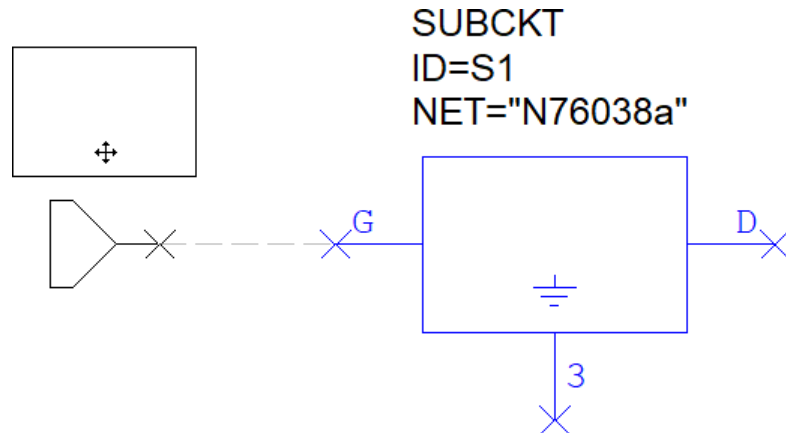 SUBCKT
ID=S1
NET="N76038a"
G
D
3